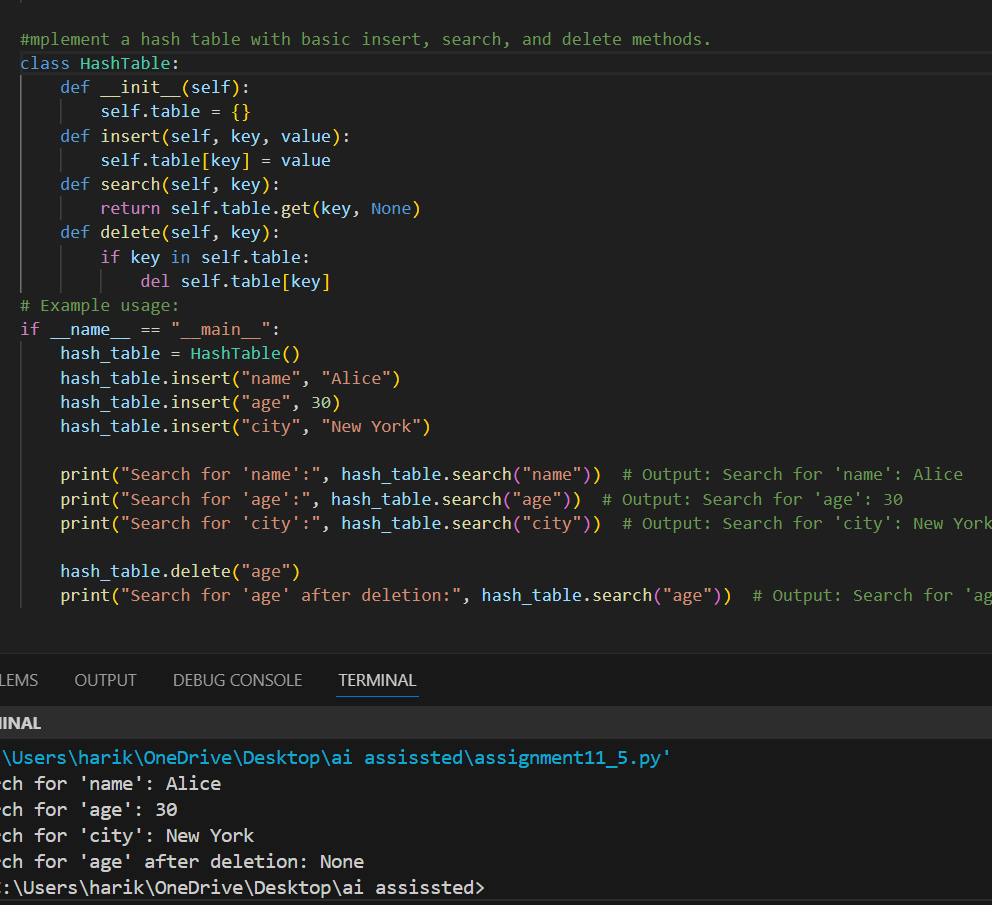 #mplement a hash table with basic insert, search, and delete methods.
class HashTable:
    def __init__(self):
        self.table = {}
    def insert(self, key, value):
        self.table[key] = value
    def search(self, key):
        return self.table.get(key, None)
    def delete(self, key):
        if key in self.table:
            del self.table[key]
# Example usage:
if __name__ == "__main__":
    hash_table = HashTable()
    hash_table.insert("name", "Alice")
    hash_table.insert("age", 30)
    hash_table.insert("city", "New York")
    print("Search for 'name':", hash_table.search("name"))  # Output: Search for 'name': Alice
    print("Search for 'age':", hash_table.search("age"))  # Output: Search for 'age': 30
    print("Search for 'city':", hash_table.search("city"))  # Output: Search for 'city': New York
    hash_table.delete("age")
    print("Search for 'age' after deletion:", hash_table.search("age"))  # Output: Search for 'ag
LEMS OUTPUT DEBUG CONSOLE TERMINAL
INAL
\Users\harik\OneDrive\Desktop\ai assissted\assignment11_5.py'
rch for 'name': Alice
rch for 'age': 30
rch for 'city': New York
rch for 'age' after deletion: None
:\Users\harik\OneDrive\Desktop\ai assissted>